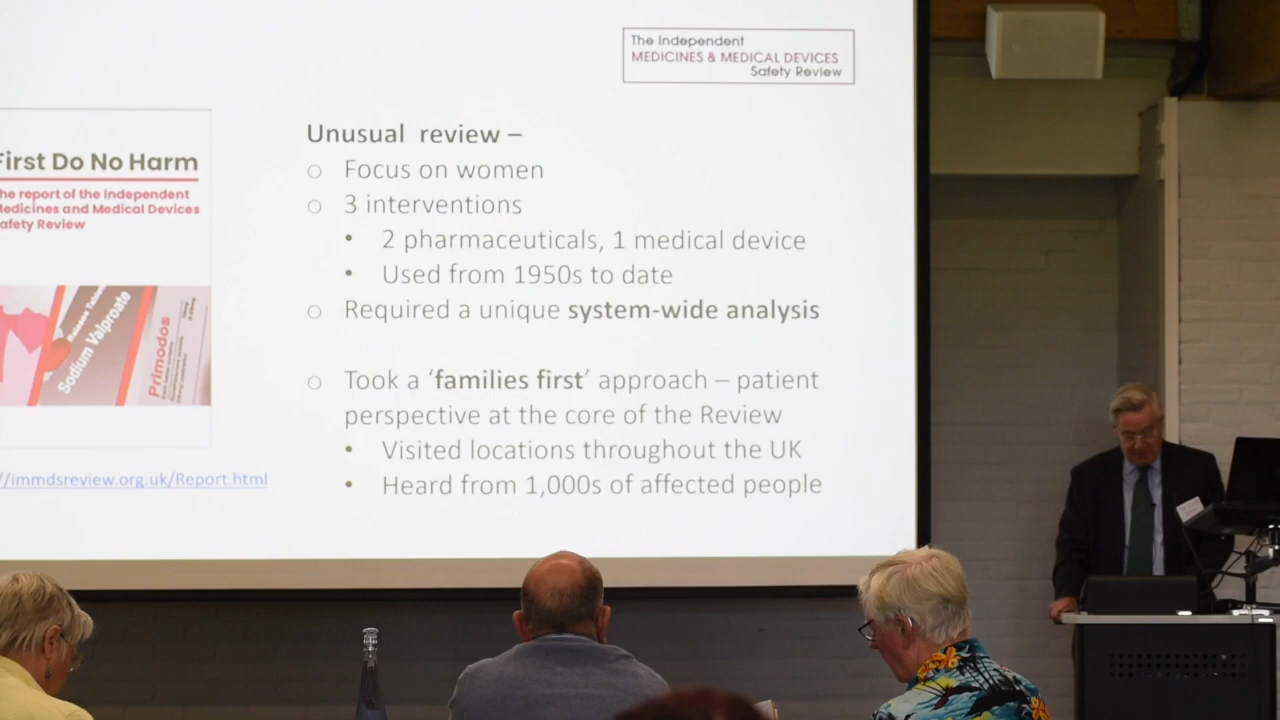 The Independent
MEDICINES & MEDICAL DEVICES
Safety Review
First Do No Harm
he report of the Independent
edicines and Medical Devices
afety Review
Sodium Valproate
Primodos
//immdsreview.org.uk/Report.html
Unusual review –
○ Focus on women
○ 3 interventions
• 2 pharmaceuticals, 1 medical device
• Used from 1950s to date
○ Required a unique system-wide analysis
○ Took a ‘families first’ approach – patient
perspective at the core of the Review
• Visited locations throughout the UK
• Heard from 1,000s of affected people